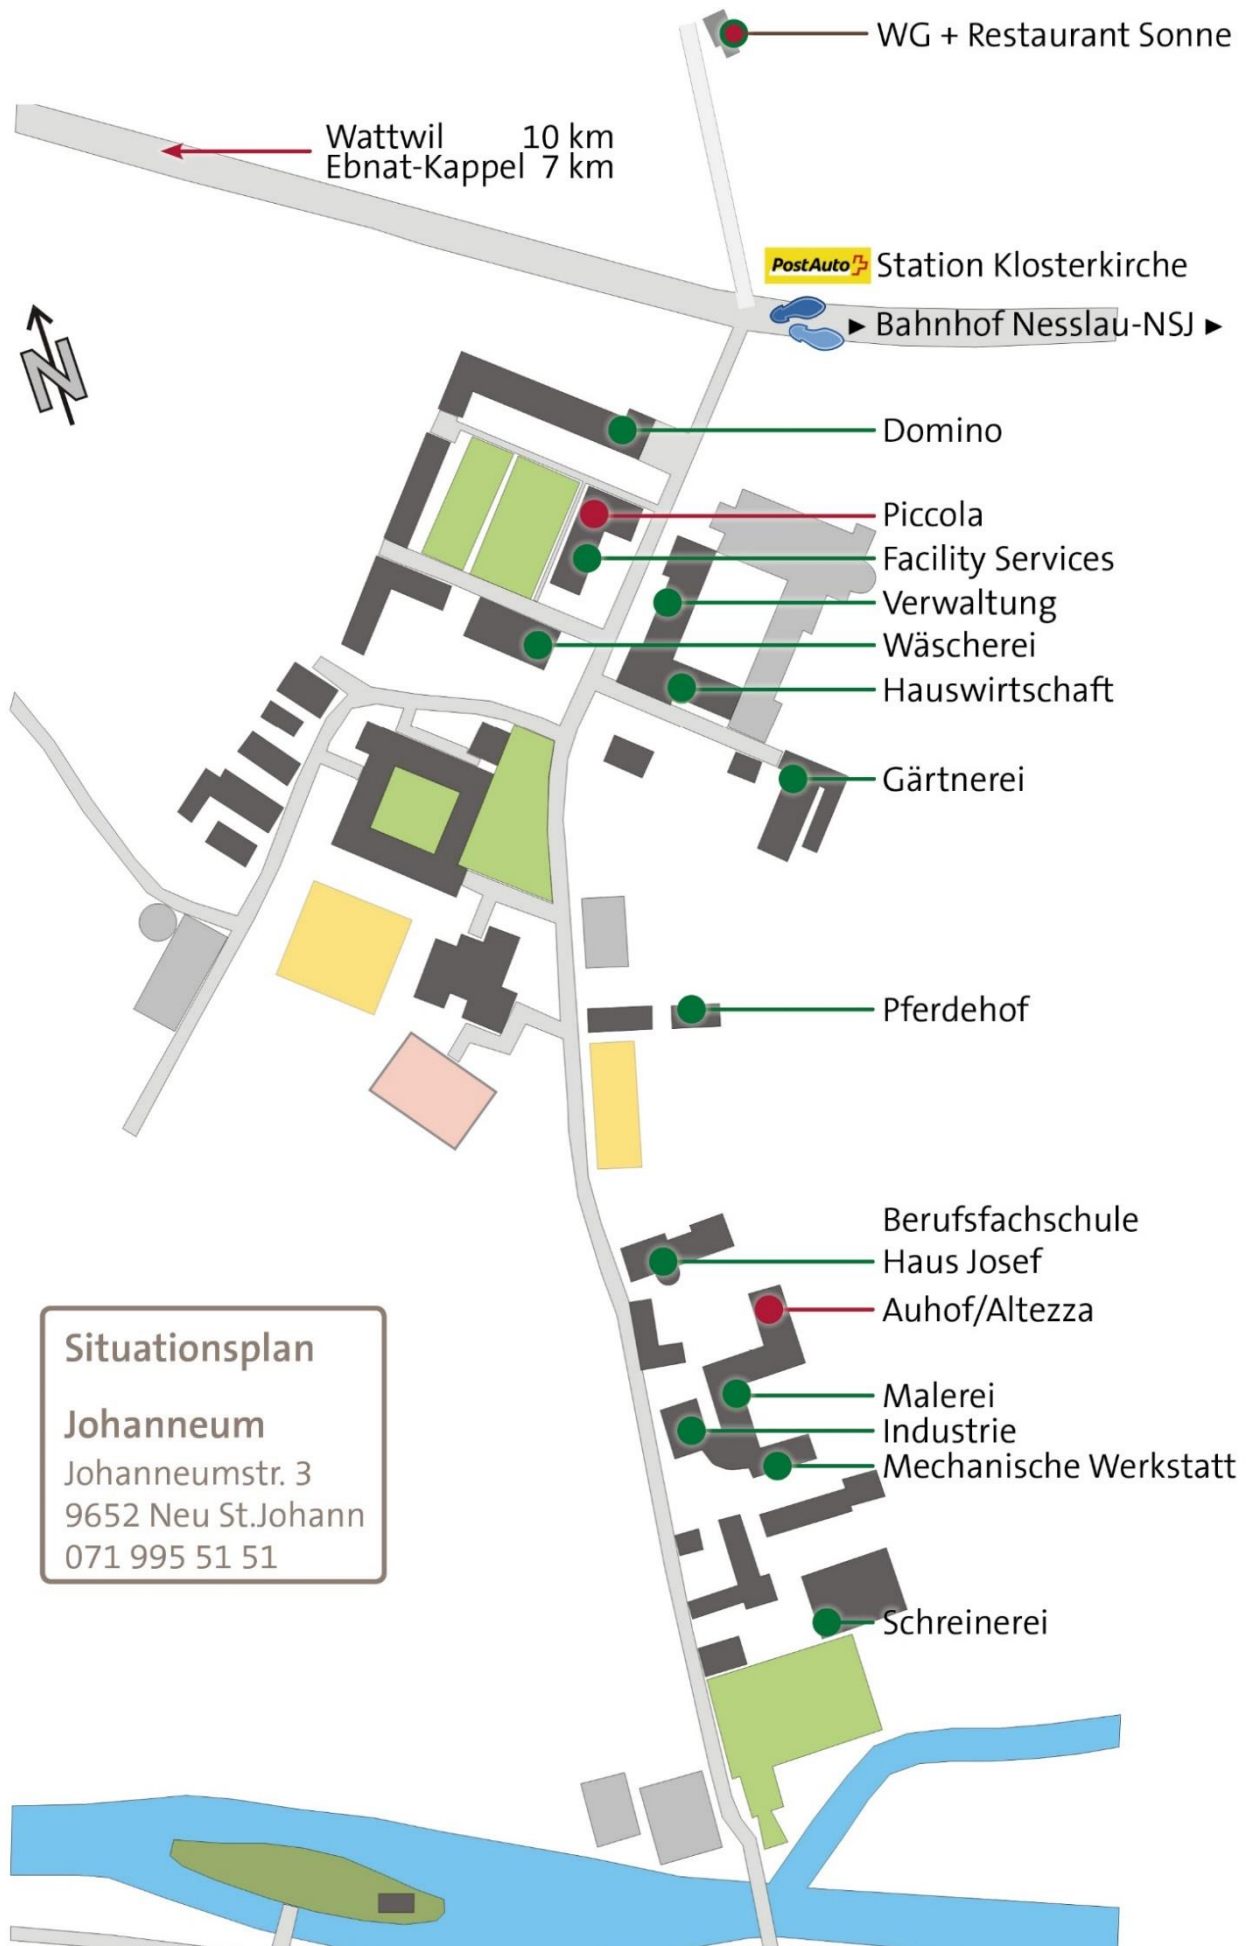 WG + Restaurant Sonne
Wattwil 10 km
Ebnat-Kappel 7 km
PostAuto Station Klosterkirche
▸ Bahnhof Nesslau-NSJ ▸
N
Domino
Piccola
Facility Services
Verwaltung
Wäscherei
Hauswirtschaft
Gärtnerei
Pferdehof
Berufsfachschule
Haus Josef
Auhof/Altezza
Malerei
Industrie
Mechanische Werkstatt
Schreinerei
Situationsplan
Johanneum
Johanneumstr. 3
9652 Neu St.Johann
071 995 51 51